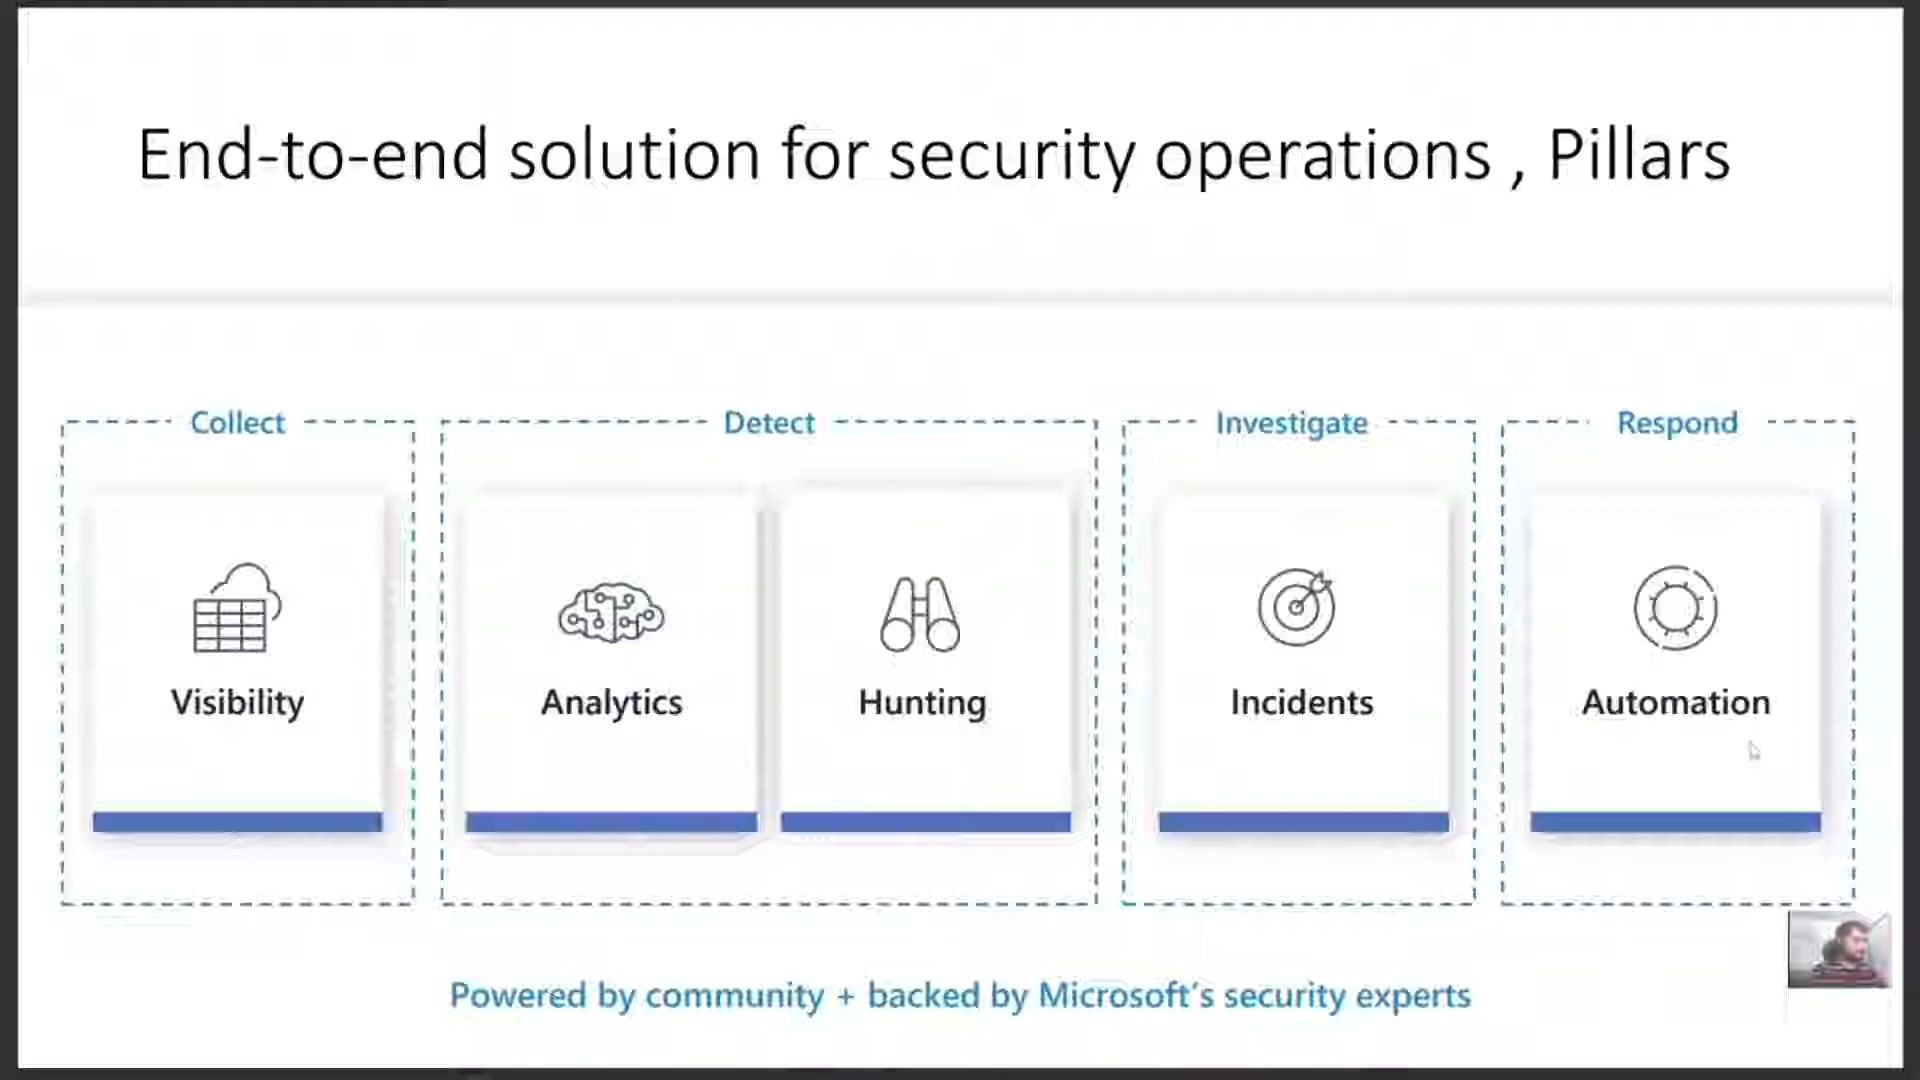 End-to-end solution for security operations , Pillars
Collect
Detect
Investigate
Respond
Visibility
Analytics
Hunting
Incidents
Automation
Powered by community + backed by Microsoft's security experts